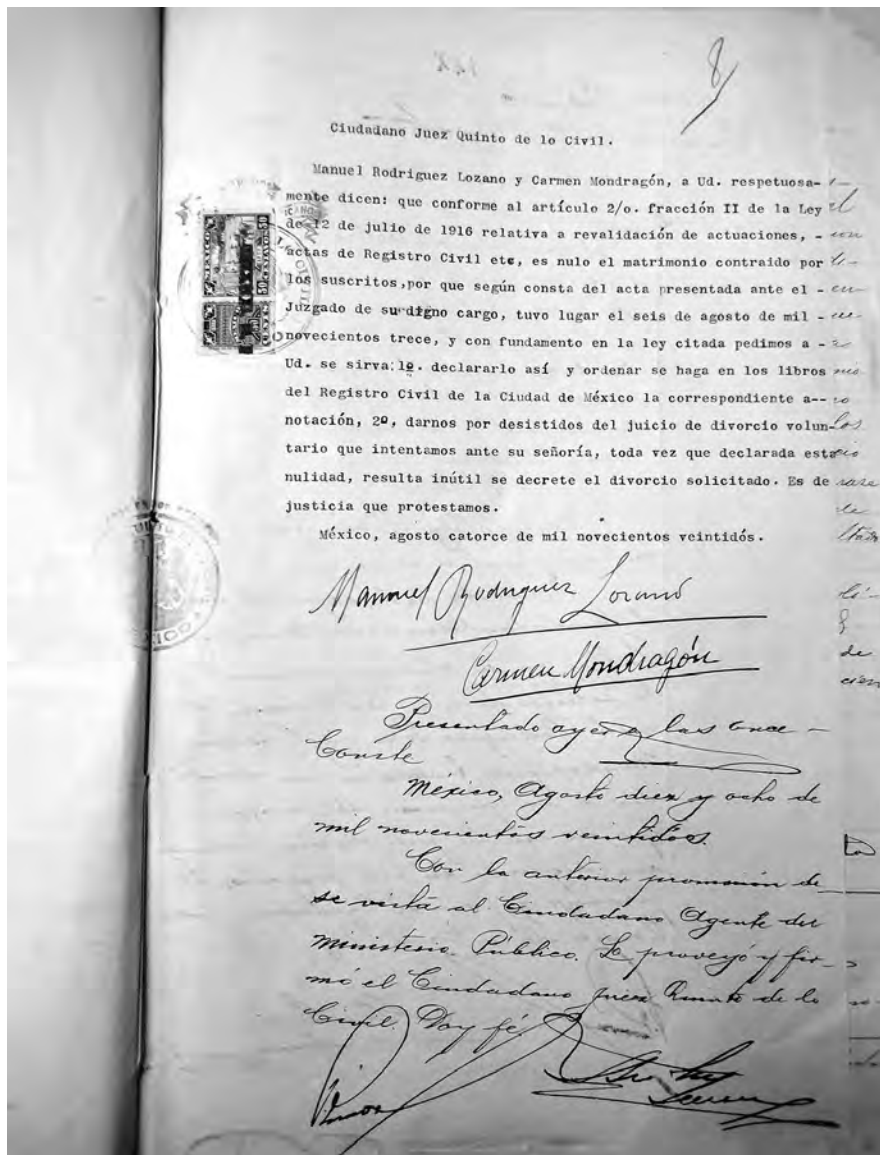 8
Ciudadano Juez Quinto de lo Civil.
Manuel Rodriguez Lozano y Carmen Mondragón, a Ud. respetuosa-
mente dicen: que conforme al artículo 2/o. fracción II de la Ley
de 12 de julio de 1916 relativa a revalidación de actuaciones, -
actas de Registro Civil etc, es nulo el matrimonio contraido por
los suscritos,por que según consta del acta presentada ante el -
Juzgado de su digno cargo, tuvo lugar el seis de agosto de mil -
novecientos trece, y con fundamento en la ley citada pedimos a -
Ud. se sirva:1º. declararlo así y ordenar se haga en los libros
del Registro Civil de la Ciudad de México la correspondiente a--
notación, 2º, darnos por desistidos del juicio de divorcio volun-
tario que intentamos ante su señoría, toda vez que declarada esta
nulidad, resulta inútil se decrete el divorcio solicitado. Es de
justicia que protestamos.
México, agosto catorce de mil novecientos veintidós.
Manuel Rodriguez Lozano
Carmen Mondragón
Presentado ayer a las once -
Conste
México, Agosto diez y ocho de
mil novecientos veintidos.
Con la anterior promoción de
se vista al Ciudadano Agente del
Ministerio Público. Lo proveyó y fir-
mó el Ciudadano Juez Quinto de lo
Civil. Doy fé.